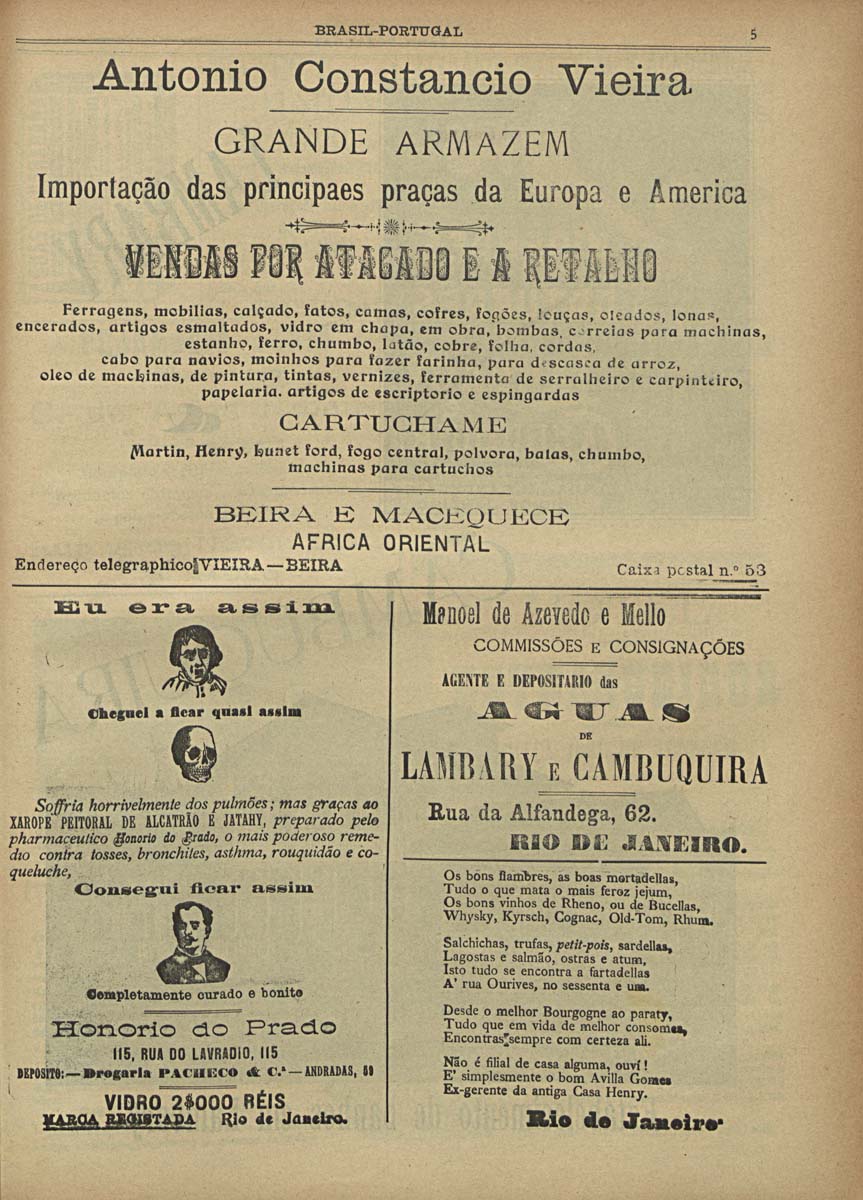 BRASIL-PORTUGAL
5
Antonio Constancio Vieira
GRANDE ARMAZEM
Importação das principaes praças da Europa e America
VENDAS POR ATACADO E A RETALHO
Ferragens, mobilias, calçado, fatos, camas, cofres, fogões, louças, oleados, lonas,
encerados, artigos esmaltados, vidro em chapa, em obra, bombas, correias para machinas,
estanho, ferro, chumbo, latão, cobre, folha, cordas,
cabo para navios, moinhos para fazer farinha, para descasca de arroz,
oleo de machinas, de pintura, tintas, vernizes, ferramenta de serralheiro e carpinteiro,
papelaria. artigos de escriptorio e espingardas
CARTUCHAME
Martin, Henry, hunet ford, fogo central, polvora, balas, chumbo,
machinas para cartuchos
BEIRA E MACEQUECE
AFRICA ORIENTAL
Endereço telegraphico VIEIRA—BEIRA
Caixa postal n.º 53
Eu era assim
Cheguei a ficar quasi assim
Soffria horrivelmente dos pulmões; mas graças ao
XAROPE PEITORAL DE ALCATRÃO E JATAHY, preparado pelo
pharmaceutico Honorio do Prado, o mais poderoso reme-
dio contra tosses, bronchites, asthma, rouquidão e co-
queluche,
Consegui ficar assim
Completamente curado e bonito
Honorio do Prado
115, RUA DO LAVRADIO, 115
DEPOSITO:—Drogaria PACHECO & C.ª—ANDRADAS, 59
VIDRO 2$000 RÉIS
MARCA REGISTADA Rio de Janeiro.
Manoel de Azevedo e Mello
COMMISSÕES E CONSIGNAÇÕES
AGENTE E DEPOSITARIO das
AGUAS
DE
LAMBARY E CAMBUQUIRA
Rua da Alfandega, 62.
RIO DE JANEIRO.
Os bons fiambres, as boas mortadellas,
Tudo o que mata o mais feroz jejum,
Os bons vinhos de Rheno, ou de Bucellas,
Whysky, Kyrsch, Cognac, Old-Tom, Rhum.
Salchichas, trufas, petit-pois, sardellas,
Lagostas e salmão, ostras e atum,
Isto tudo se encontra a fartadellas
A' rua Ourives, no sessenta e um.
Desde o melhor Bourgogne ao paraty,
Tudo que em vida de melhor consomes,
Encontras sempre com certeza ali.
Não é filial de casa alguma, ouví!
E' simplesmente o bom Avilla Gomes
Ex-gerente da antiga Casa Henry.
Rio de Janeiro